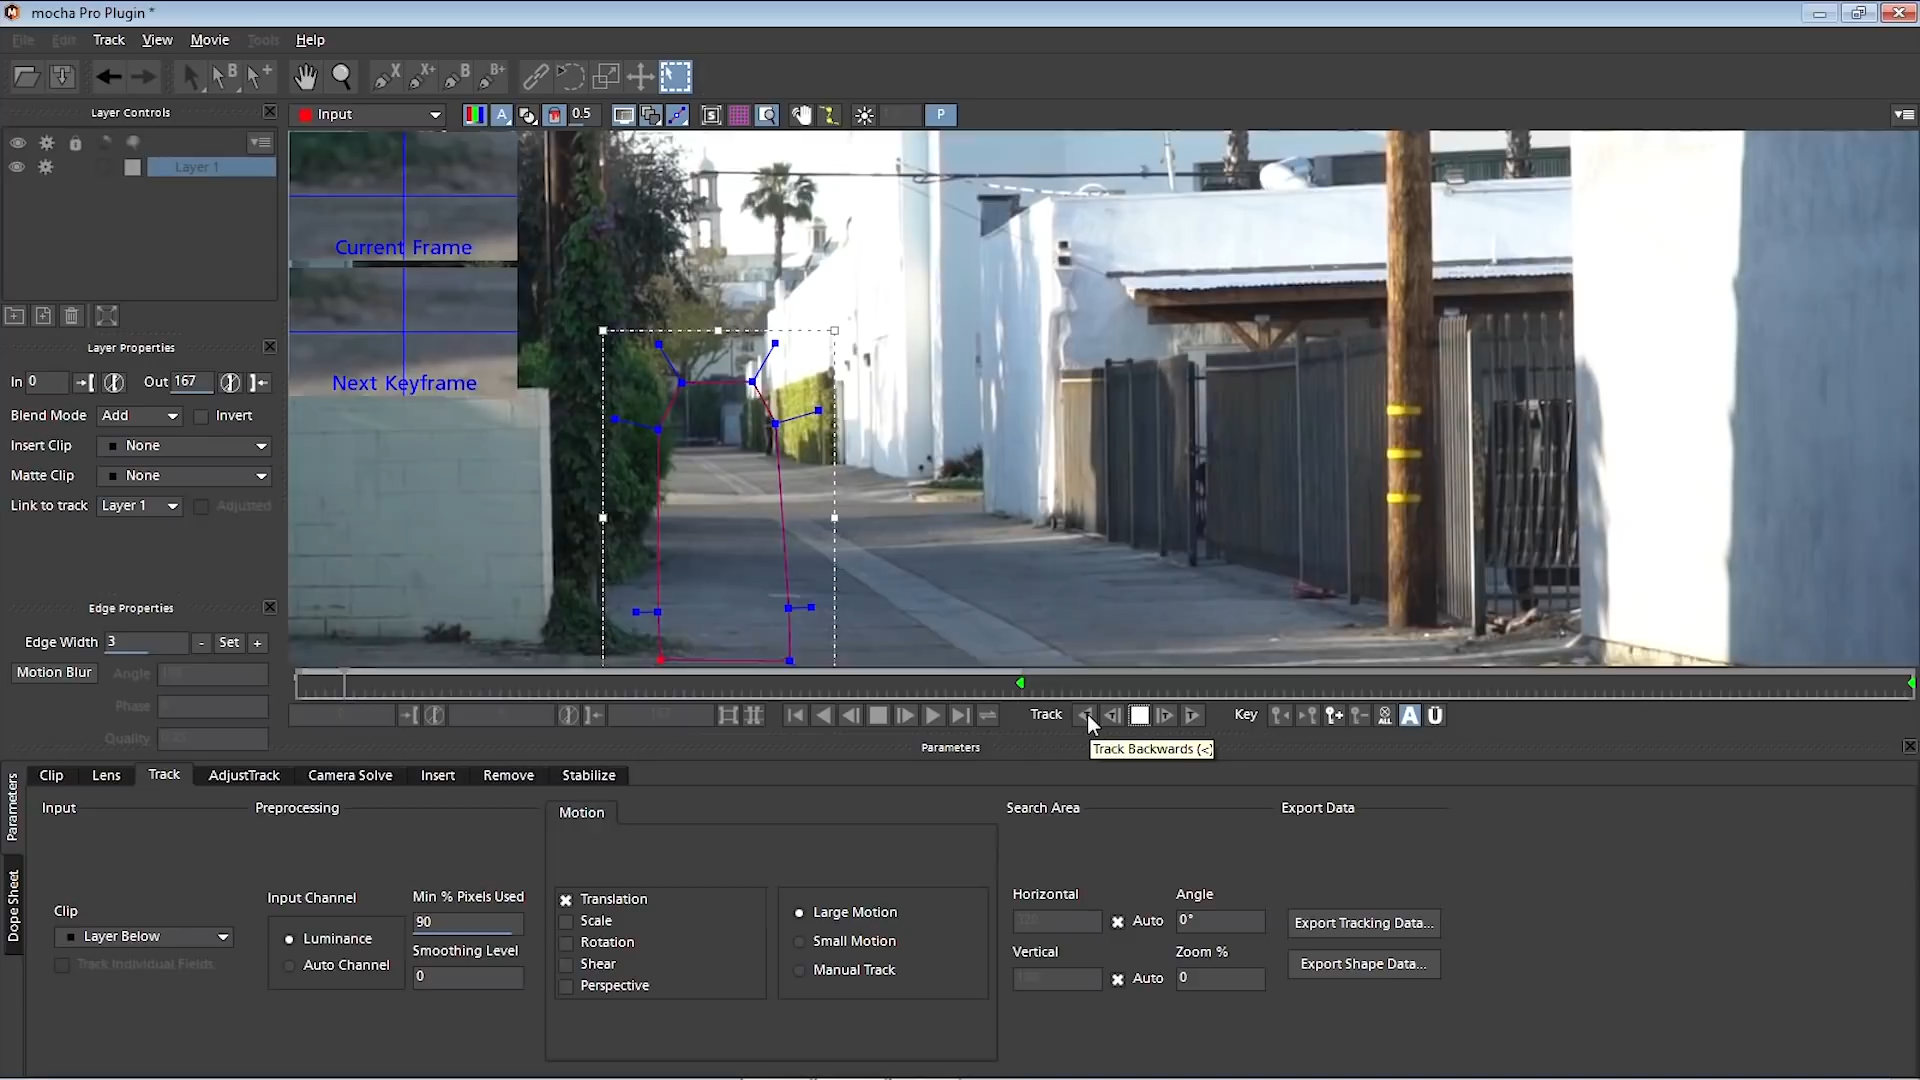 mocha Pro Plugin *
File Edit Track View Movie Tools Help
Layer Controls
Input
0.5
P
Layer 1
Current Frame
Next Keyframe
Layer Properties
In 0 Out 167
Blend Mode Add Invert
Insert Clip None
Matte Clip None
Link to track Layer 1 Adjusted
Edge Properties
Edge Width 3 - Set +
Motion Blur Angle
Phase
Quality
Track Key
ALL A Ü
Track Backwards (<)
Parameters
Parameters
Dope Sheet
Clip Lens Track AdjustTrack Camera Solve Insert Remove Stabilize
Input Preprocessing Motion Search Area Export Data
Clip
Layer Below
Track Individual Fields
Input Channel
Luminance
Auto Channel
Min % Pixels Used
90
Smoothing Level
0
Translation
Scale
Rotation
Shear
Perspective
Large Motion
Small Motion
Manual Track
Horizontal
Auto
Vertical
Auto
Angle
0°
Zoom %
0
Export Tracking Data...
Export Shape Data...